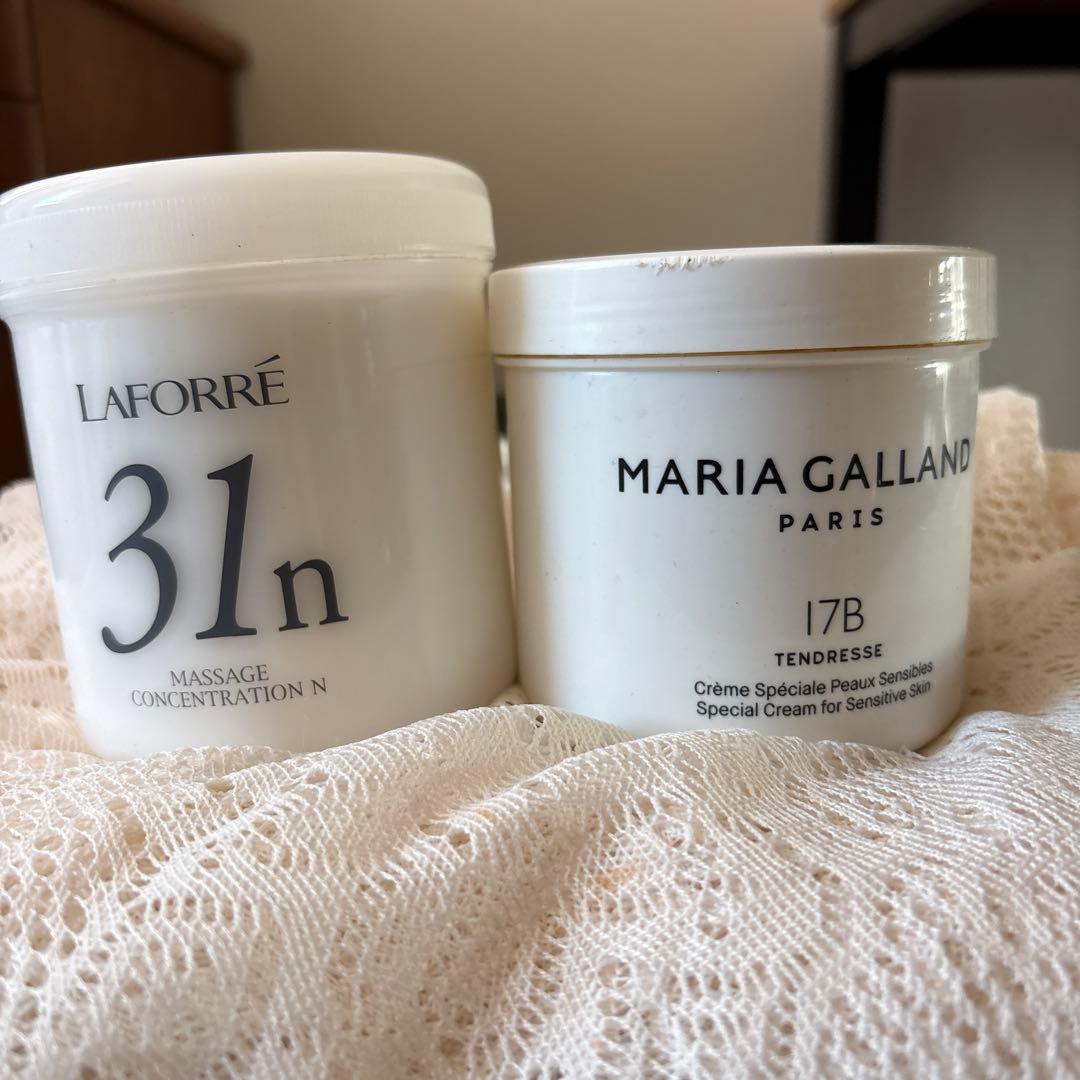 LAFORRÉ
31n
MASSAGE
CONCENTRATION N
MARIA GALLAND
PARIS
17B
TENDRESSE
Crème Spéciale Peaux Sensibles
Special Cream for Sensitive Skin